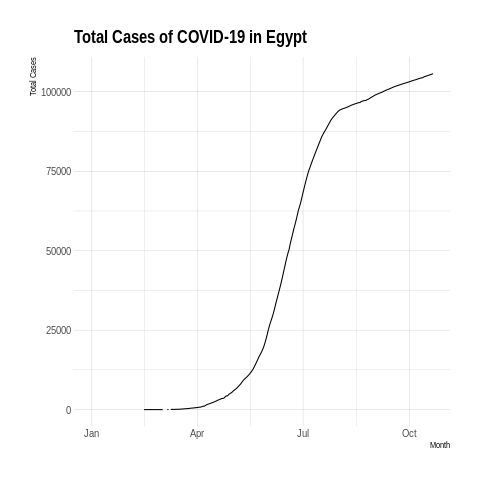 Total Cases of COVID-19 in Egypt
Total Cases
100000
75000
50000
25000
0
Jan Apr Jul Oct
Month